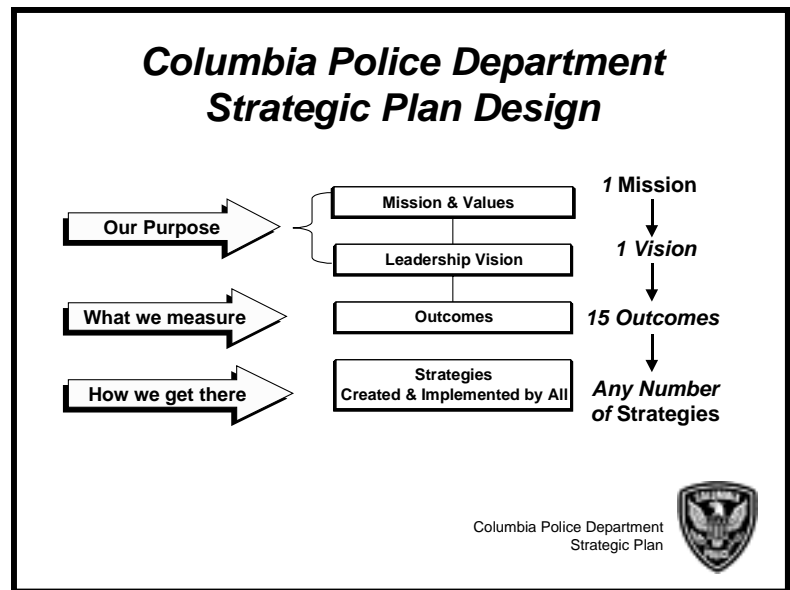 Columbia Police Department
Strategic Plan Design
Our Purpose
Mission & Values
Leadership Vision
1 Mission
1 Vision
What we measure
Outcomes
15 Outcomes
How we get there
Strategies
Created & Implemented by All
Any Number
of Strategies
Columbia Police Department
Strategic Plan
COLUMBIA
POLICE